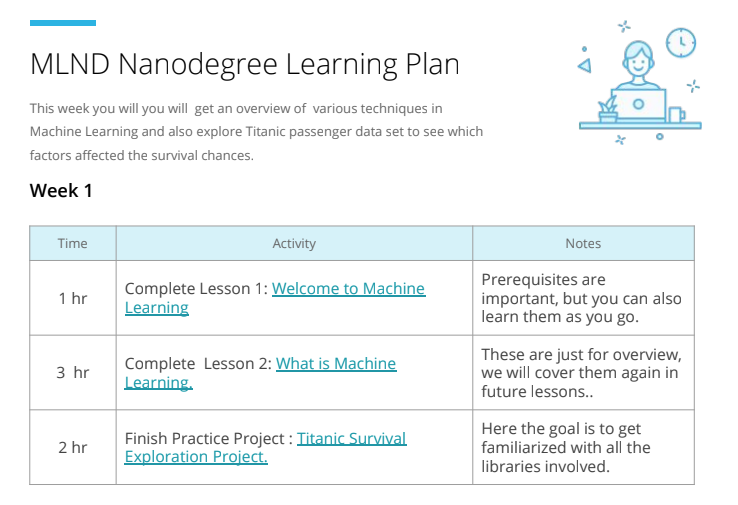 MLND Nanodegree Learning Plan
This week you will you will  get an overview of  various techniques in
Machine Learning and also explore Titanic passenger data set to see which
factors affected the survival chances.
Week 1
Time Activity Notes
1 hr
Complete Lesson 1: Welcome to Machine
Learning
Prerequisites are
important, but you can also
learn them as you go.
3  hr
Complete  Lesson 2: What is Machine
Learning.
These are just for overview,
we will cover them again in
future lessons..
2 hr
Finish Practice Project : Titanic Survival
Exploration Project.
Here the goal is to get
familiarized with all the
libraries involved.